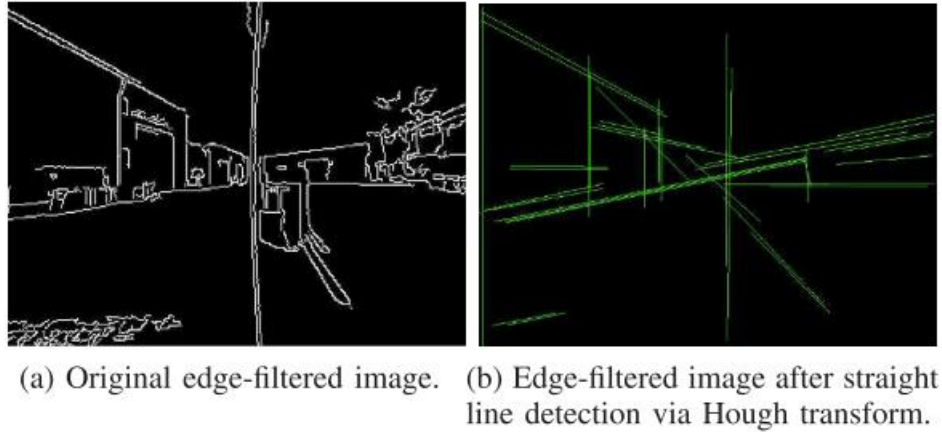 (a) Original edge-filtered image.
(b) Edge-filtered image after straight
line detection via Hough transform.